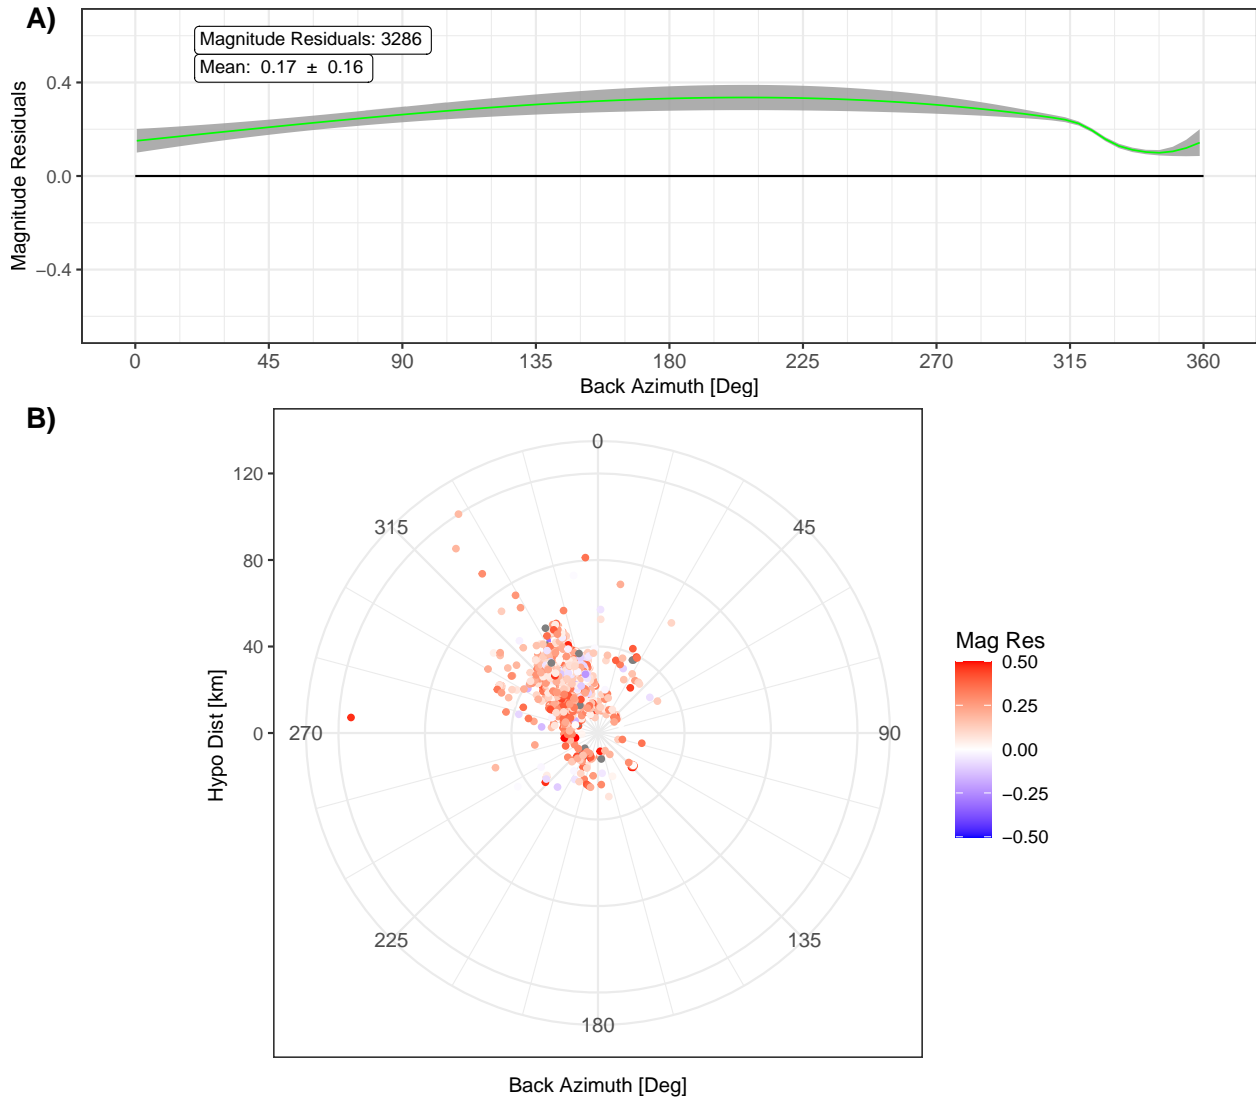 A)
Magnitude Residuals: 3286
Mean:  0.17  ±  0.16
Magnitude Residuals
0.4
0.0
−0.4
0 45 90 135 180 225 270 315 360
Back Azimuth [Deg]
B)
Hypo Dist [km]
120
80
40
0
0
45
90
135
180
225
270
315
Back Azimuth [Deg]
Mag Res
0.50
0.25
0.00
−0.25
−0.50